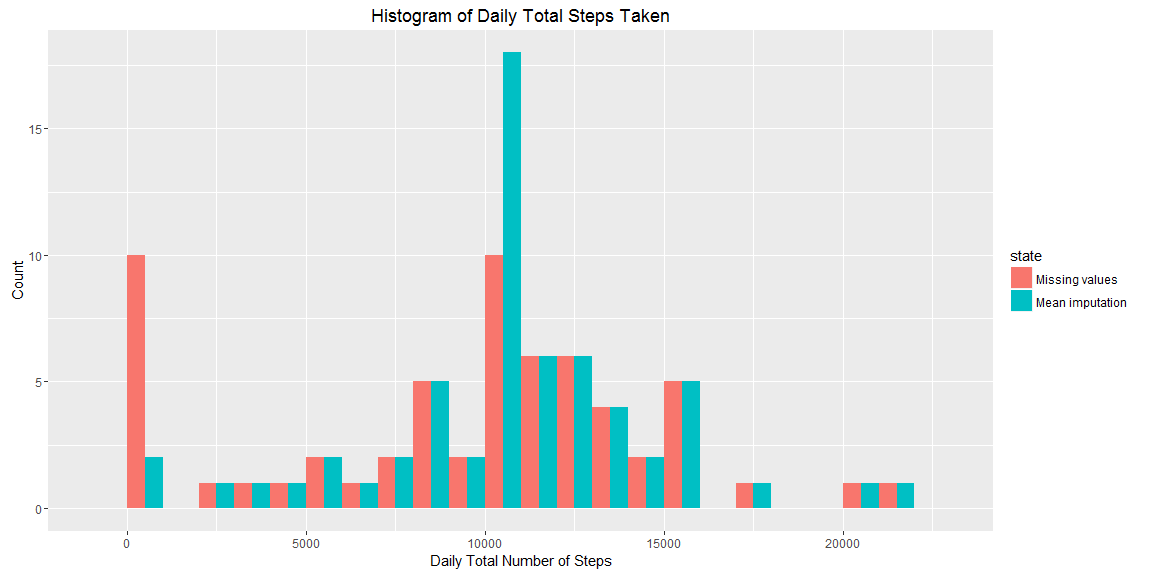 Histogram of Daily Total Steps Taken
Count
15
10
5
0
0 5000 10000 15000 20000
Daily Total Number of Steps
state
Missing values
Mean imputation